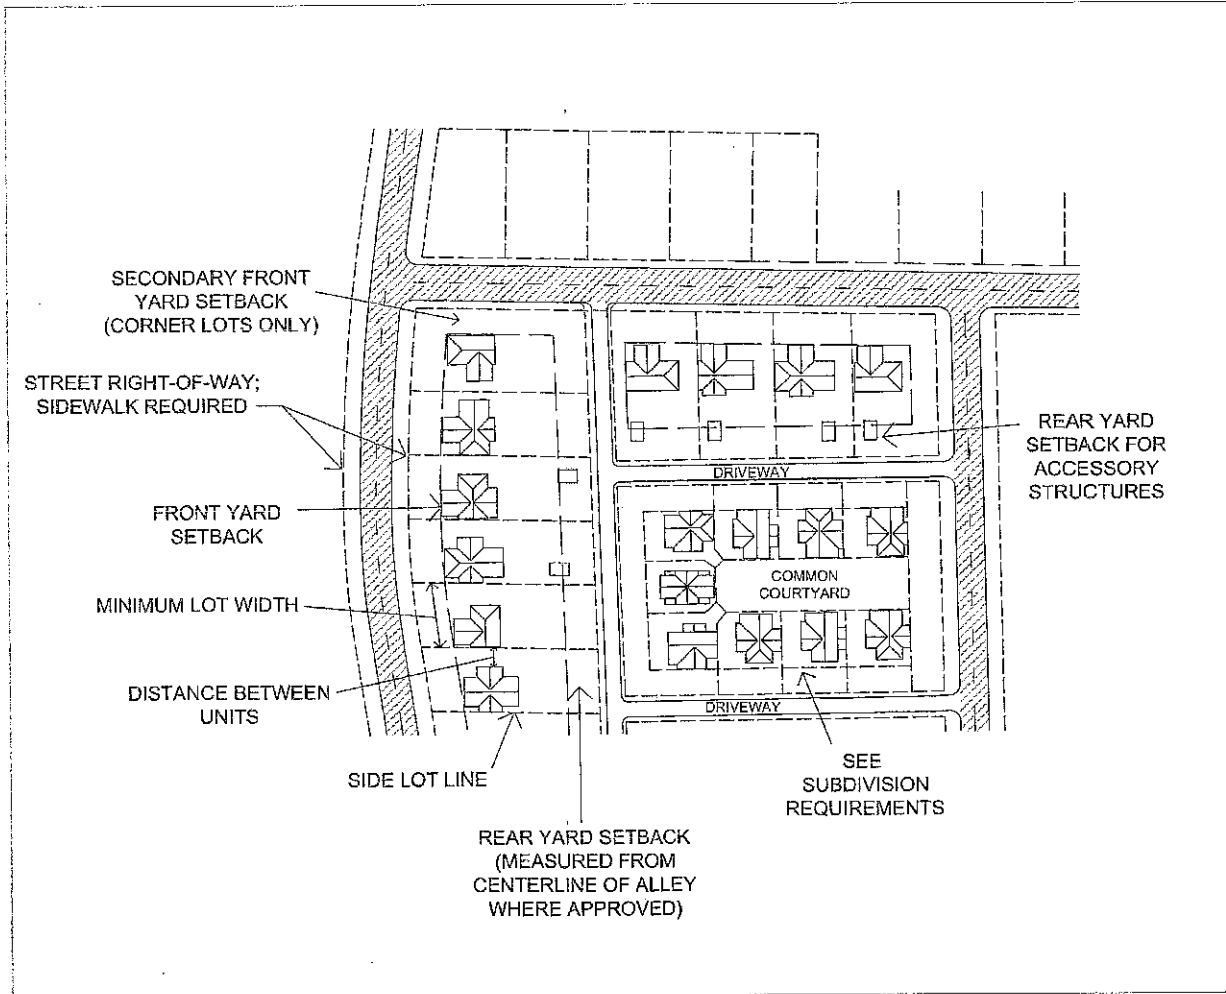 SECONDARY FRONT
YARD SETBACK
(CORNER LOTS ONLY)
STREET RIGHT-OF-WAY;
SIDEWALK REQUIRED
FRONT YARD
SETBACK
MINIMUM LOT WIDTH
DISTANCE BETWEEN
UNITS
SIDE LOT LINE
REAR YARD SETBACK
(MEASURED FROM
CENTERLINE OF ALLEY
WHERE APPROVED)
REAR YARD
SETBACK FOR
ACCESSORY
STRUCTURES
DRIVEWAY
COMMON
COURTYARD
DRIVEWAY
SEE
SUBDIVISION
REQUIREMENTS